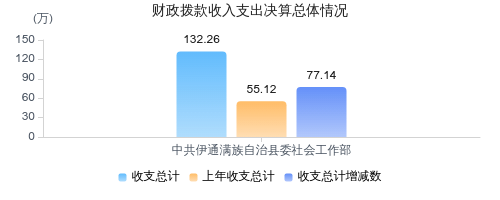 财政拨款收入支出决算总体情况
(万)
150
120
90
60
30
0
132.26
55.12
77.14
中共伊通满族自治县委社会工作部
收支总计
上年收支总计
收支总计增减数